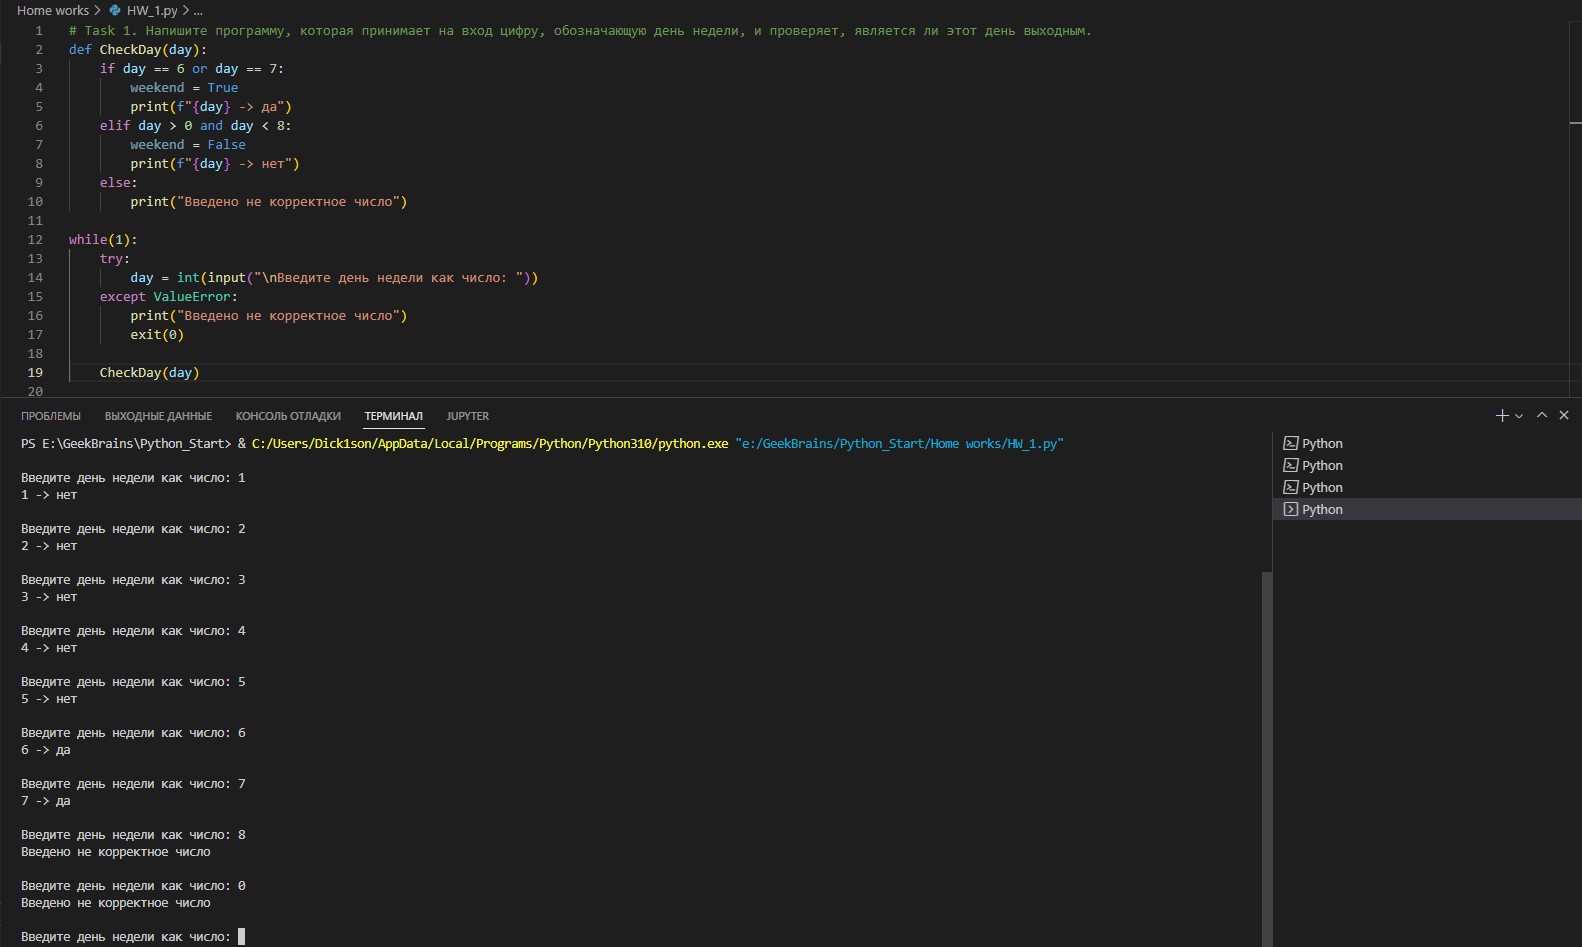 Home works > HW_1.py > ...
1 # Task 1. Напишите программу, которая принимает на вход цифру, обозначающую день недели, и проверяет, является ли этот день выходным.
2 def CheckDay(day):
3     if day == 6 or day == 7:
4         weekend = True
5         print(f"{day} -> да")
6     elif day > 0 and day < 8:
7         weekend = False
8         print(f"{day} -> нет")
9     else:
10         print("Введено не корректное число")
11
12 while(1):
13     try:
14         day = int(input("\nВведите день недели как число: "))
15     except ValueError:
16         print("Введено не корректное число")
17         exit(0)
18
19     CheckDay(day)
20
ПРОБЛЕМЫ ВЫХОДНЫЕ ДАННЫЕ КОНСОЛЬ ОТЛАДКИ ТЕРМИНАЛ JUPYTER
PS E:\GeekBrains\Python_Start> & C:/Users/Dick1son/AppData/Local/Programs/Python/Python310/python.exe "e:/GeekBrains/Python_Start/Home works/HW_1.py"
Введите день недели как число: 1
1 -> нет
Введите день недели как число: 2
2 -> нет
Введите день недели как число: 3
3 -> нет
Введите день недели как число: 4
4 -> нет
Введите день недели как число: 5
5 -> нет
Введите день недели как число: 6
6 -> да
Введите день недели как число: 7
7 -> да
Введите день недели как число: 8
Введено не корректное число
Введите день недели как число: 0
Введено не корректное число
Введите день недели как число:
Python
Python
Python
Python